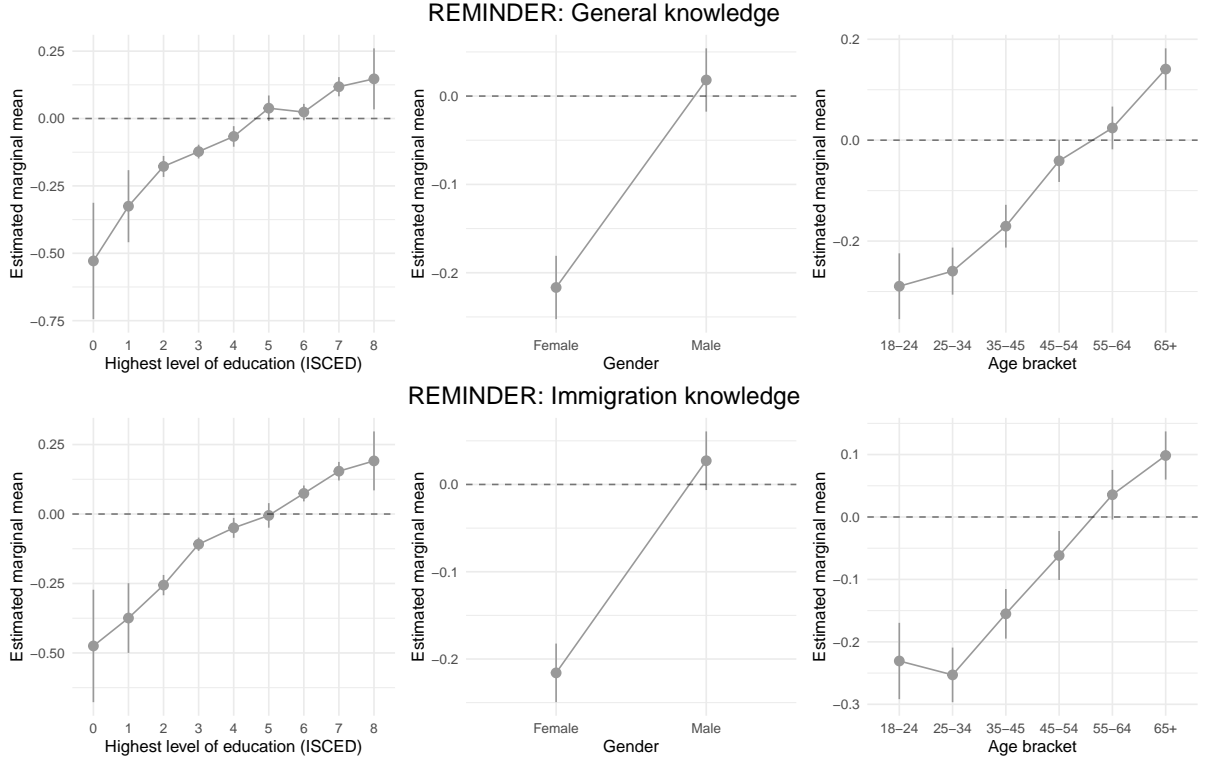 REMINDER: General knowledge
Estimated marginal mean
0.25
0.00
−0.25
−0.50
−0.75
0 1 2 3 4 5 6 7 8
Highest level of education (ISCED)
Estimated marginal mean
0.0
−0.1
−0.2
Female Male
Gender
Estimated marginal mean
0.2
0.0
−0.2
18−24 25−34 35−45 45−54 55−64 65+
Age bracket
REMINDER: Immigration knowledge
Estimated marginal mean
0.25
0.00
−0.25
−0.50
0 1 2 3 4 5 6 7 8
Highest level of education (ISCED)
Estimated marginal mean
0.0
−0.1
−0.2
Female Male
Gender
Estimated marginal mean
0.1
0.0
−0.1
−0.2
−0.3
18−24 25−34 35−45 45−54 55−64 65+
Age bracket